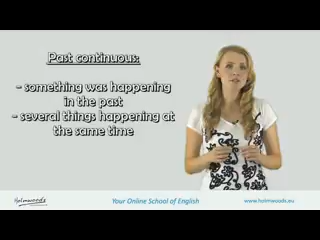 Past continuous:
- something was happening
in the past
- several things happening at
the same time
Holmwoods
Your Online School of English
www.holmwoods.eu